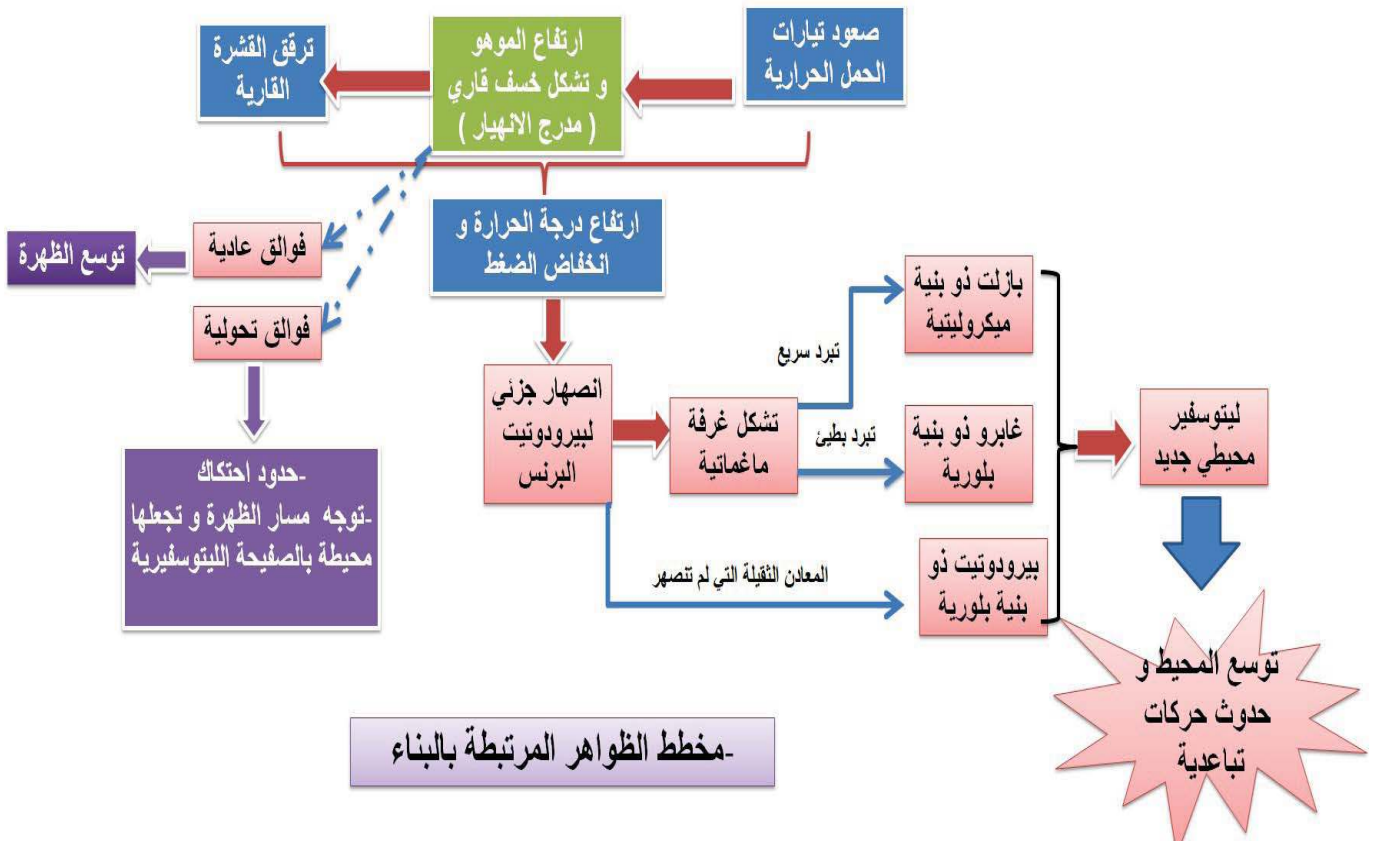 صعود تيارات
الحمل الحرارية
ارتفاع الموهو
و تشكل خسف قاري
( مدرج الانهيار )
ترقق القشرة
القارية
ارتفاع درجة الحرارة و
انخفاض الضغط
فوالق عادية
توسع الظهرة
فوالق تحولية
-حدود احتكاك
-توجه مسار الظهرة و تجعلها
محيطة بالصفيحة الليتوسفيرية
انصهار جزئي
لبيرودوتيت
البرنس
تشكل غرفة
ماغماتية
تبرد سريع
تبرد بطيئ
المعادن الثقيلة التي لم تنصهر
بازلت ذو بنية
ميكروليتية
غابرو ذو بنية
بلورية
بيرودوتيت ذو
بنية بلورية
ليتوسفير
محيطي جديد
توسع المحيط و
حدوث حركات
تباعدية
-مخطط الظواهر المرتبطة بالبناء